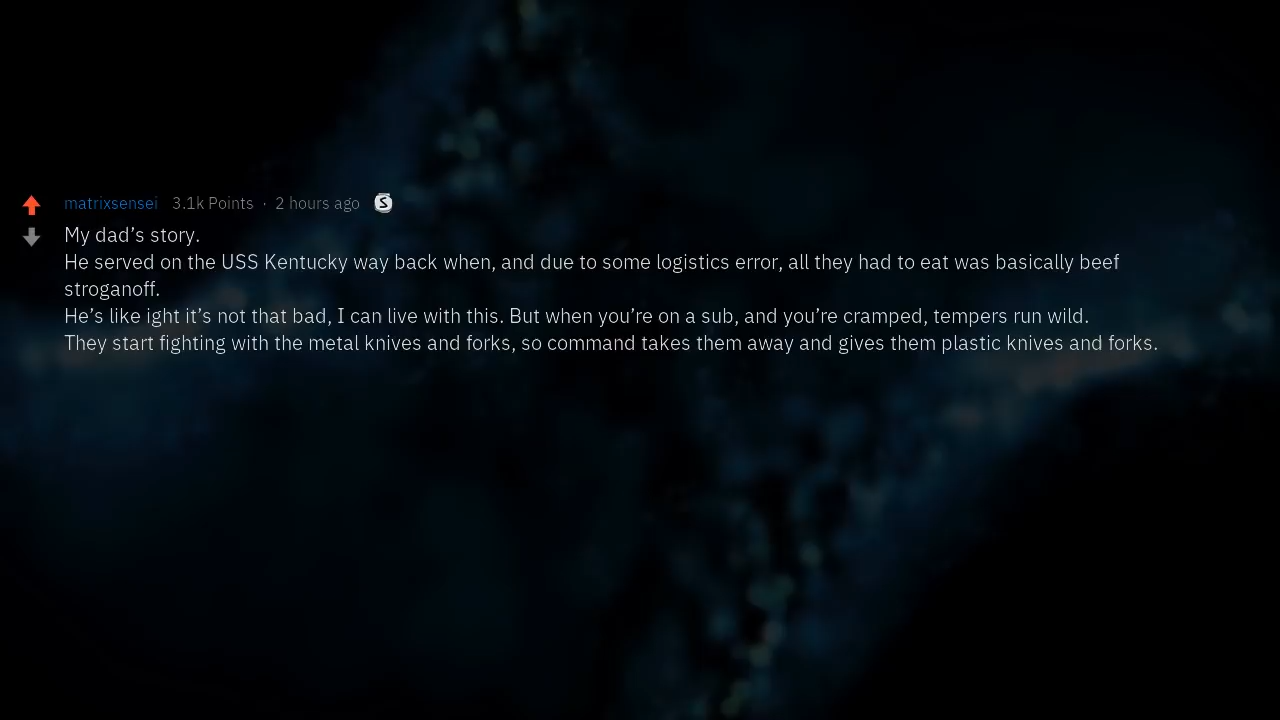 matrixsensei 3.1k Points · 2 hours ago S
My dad’s story.
He served on the USS Kentucky way back when, and due to some logistics error, all they had to eat was basically beef
stroganoff.
He’s like ight it’s not that bad, I can live with this. But when you’re on a sub, and you’re cramped, tempers run wild.
They start fighting with the metal knives and forks, so command takes them away and gives them plastic knives and forks.